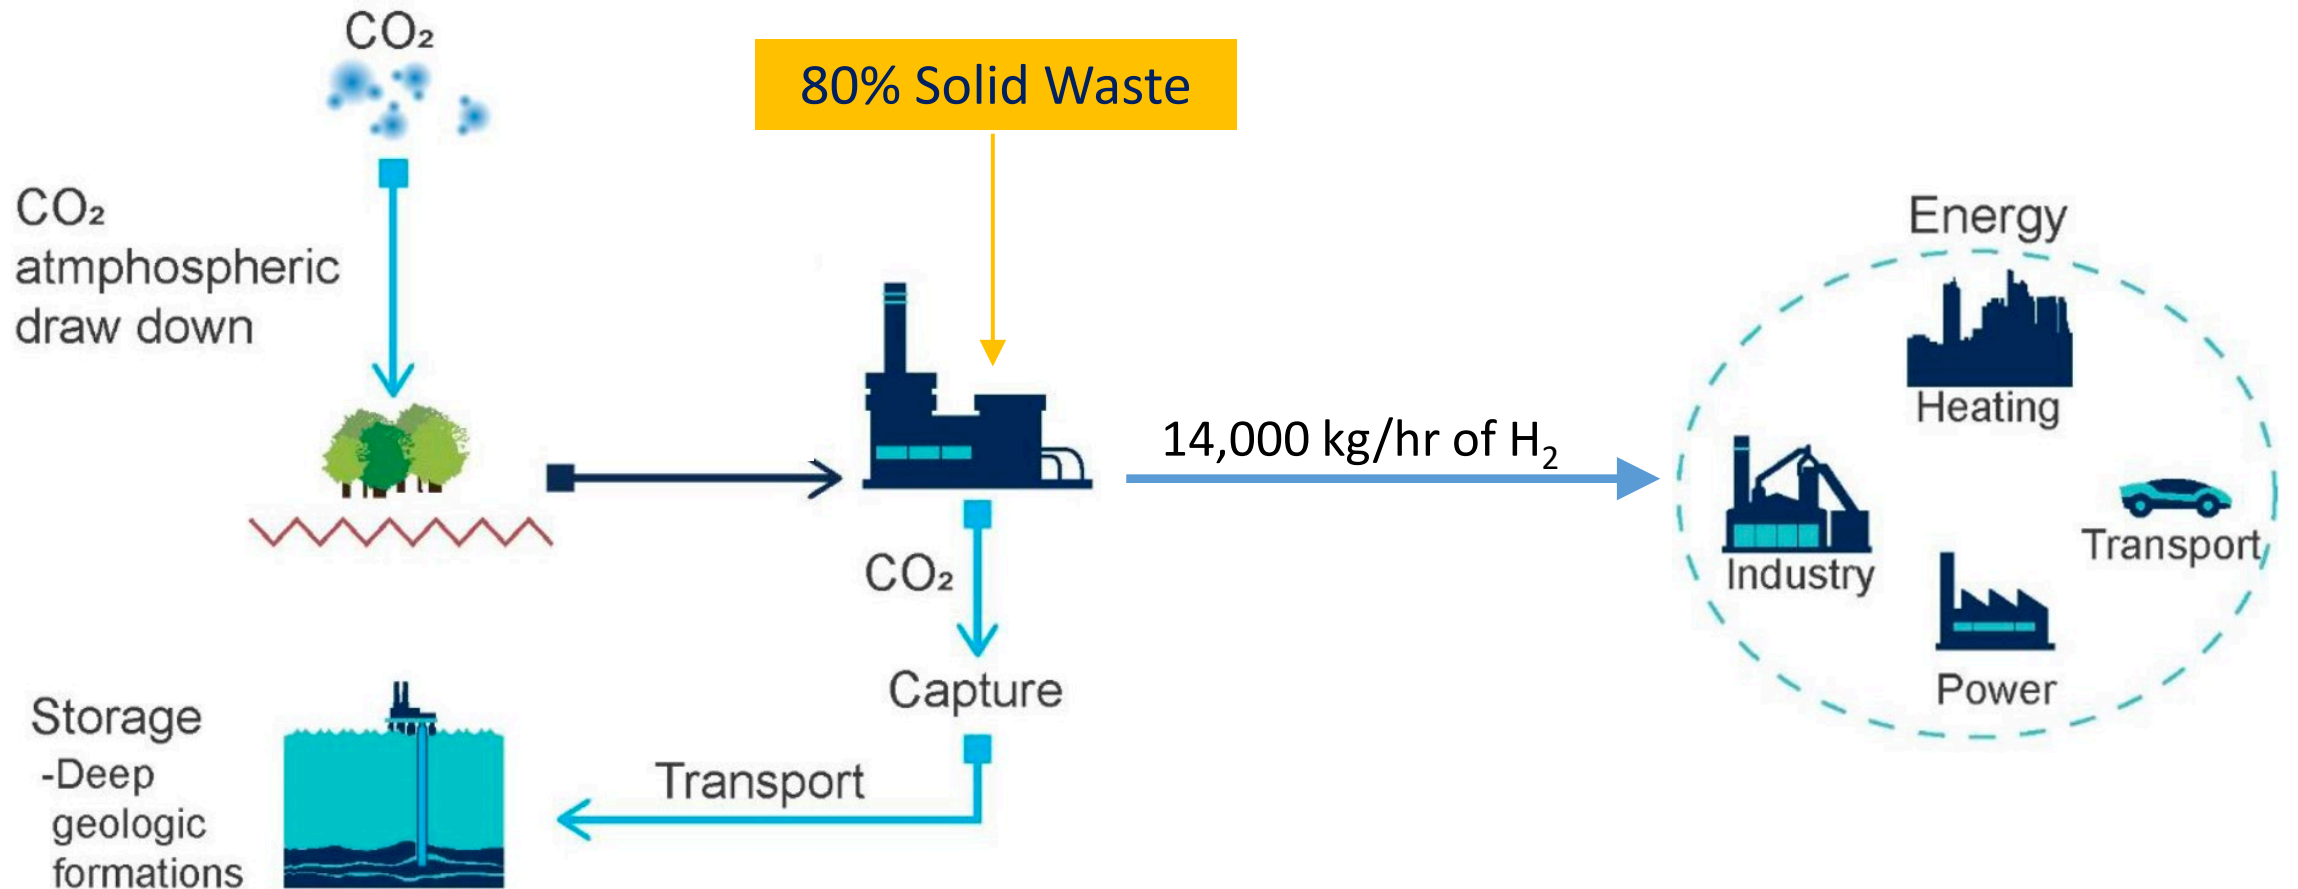 CO₂
80% Solid Waste
CO₂
atmphospheric
draw down
Energy
Heating
14,000 kg/hr of H₂
Industry
Transport
Power
CO₂
Capture
Transport
Storage
-Deep
geologic
formations